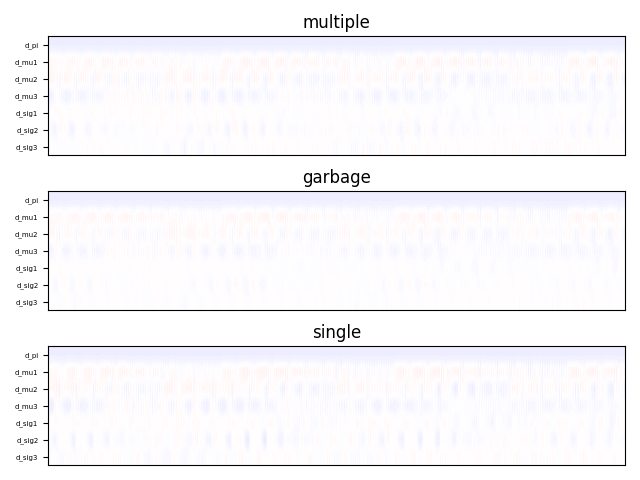 multiple
d_pi
d_mu1
d_mu2
d_mu3
d_sig1
d_sig2
d_sig3
garbage
d_pi
d_mu1
d_mu2
d_mu3
d_sig1
d_sig2
d_sig3
single
d_pi
d_mu1
d_mu2
d_mu3
d_sig1
d_sig2
d_sig3